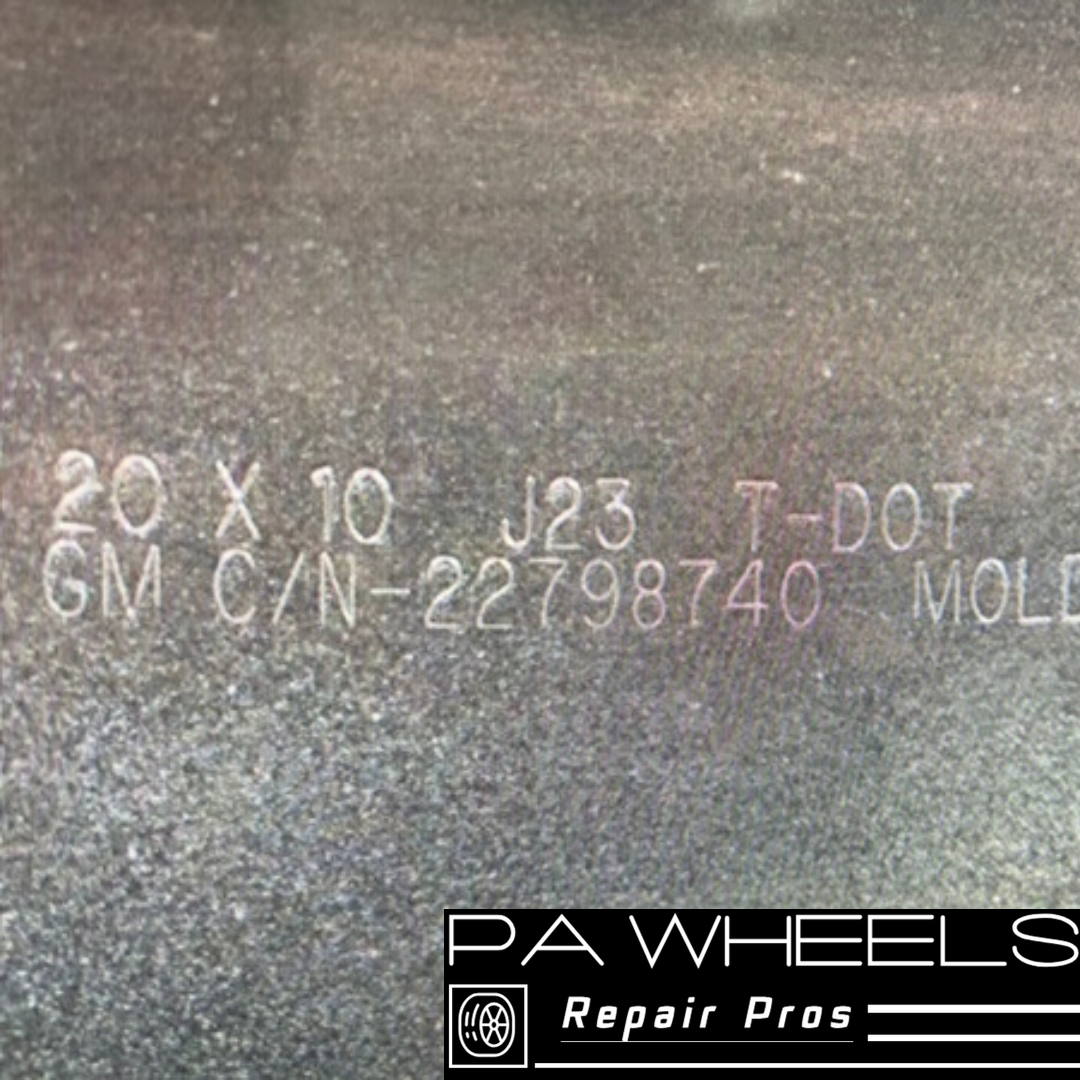 20 X 10 J23 T-DOT
GM C/N-22798740
PA WHEELS
Repair Pros